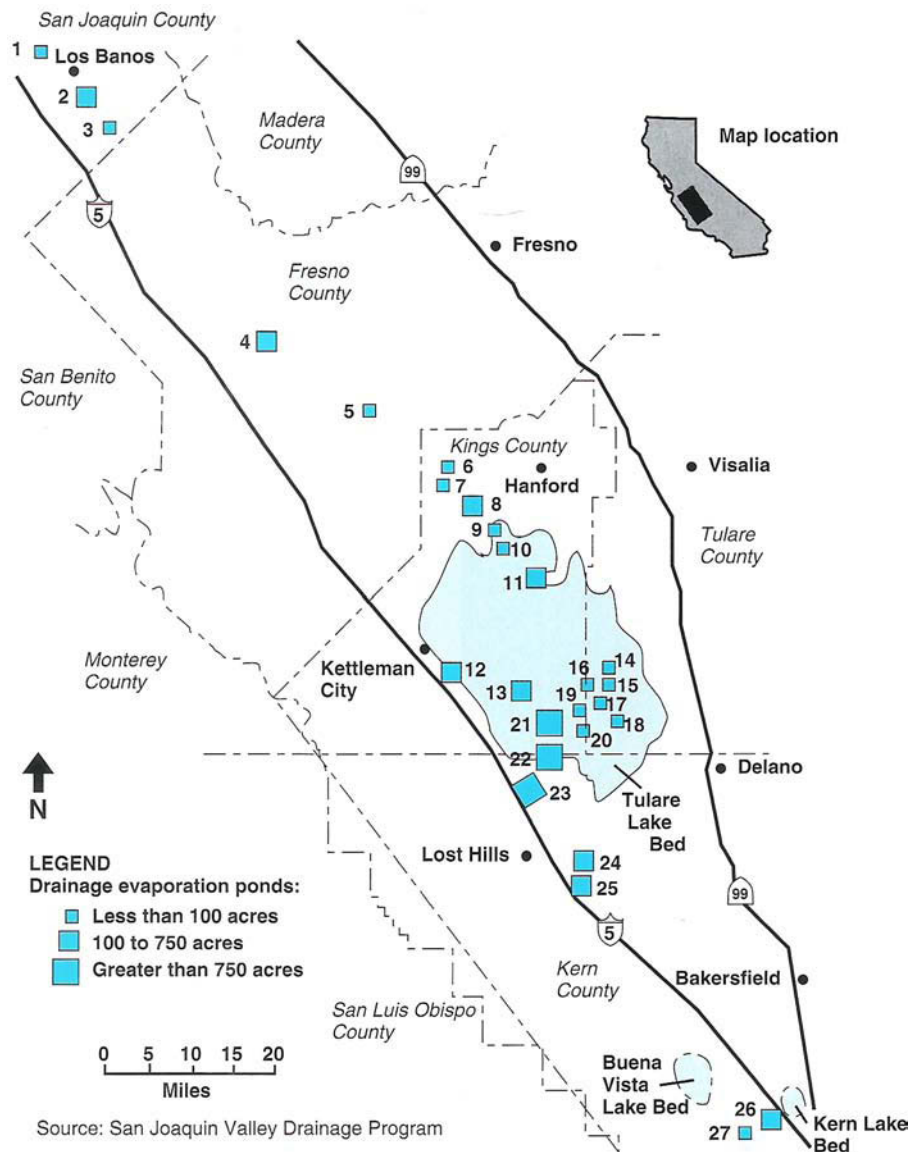 San Joaquin County
1
Los Banos
2
3
Madera
County
99
Map location
5
Fresno
Fresno
County
4
San Benito
County
5
Kings County
6
Hanford
Visalia
7
8
9
10
Tulare
County
11
Monterey
County
Kettleman
City
12
13
16
14
15
19
17
21
18
20
22
Delano
N
23
Tulare
Lake
Bed
LEGEND
Drainage evaporation ponds:
Less than 100 acres
100 to 750 acres
Greater than 750 acres
Lost Hills
24
25
99
5
Kern
County
Bakersfield
San Luis Obispo
County
0 5 10 15 20
Miles
Buena
Vista
Lake Bed
26
27
Kern Lake
Bed
Source: San Joaquin Valley Drainage Program